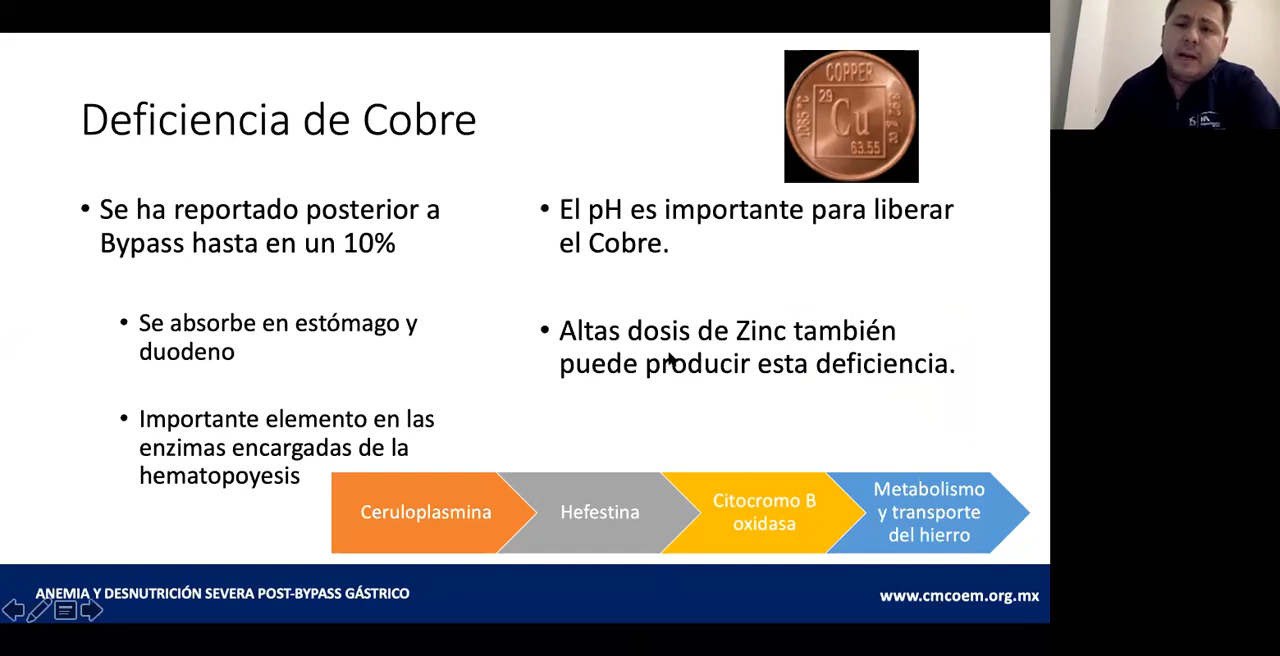 Deficiencia de Cobre
COPPER
29
Cu
63.55
1085 °C
• Se ha reportado posterior a
Bypass hasta en un 10%
• Se absorbe en estómago y
duodeno
• Importante elemento en las
enzimas encargadas de la
hematopoyesis
• El pH es importante para liberar
el Cobre.
• Altas dosis de Zinc también
puede producir esta deficiencia.
Ceruloplasmina
Hefestina
Citocromo B
oxidasa
Metabolismo
y transporte
del hierro
ANEMIA Y DESNUTRICIÓN SEVERA POST-BYPASS GÁSTRICO
www.cmcoem.org.mx